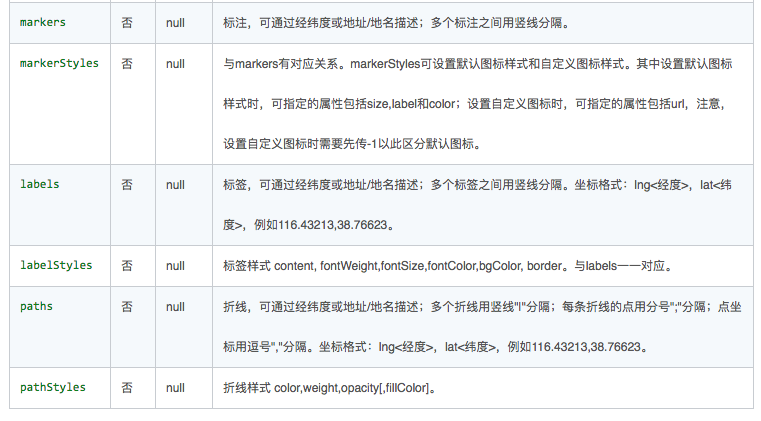 markers 否 null 标注，可通过经纬度或地址/地名描述；多个标注之间用竖线分隔。
markerStyles 否 null 与markers有对应关系。markerStyles可设置默认图标样式和自定义图标样式。其中设置默认图标
样式时，可指定的属性包括size,label和color；设置自定义图标时，可指定的属性包括url，注意，
设置自定义图标时需要先传-1以此区分默认图标。
labels 否 null 标签，可通过经纬度或地址/地名描述；多个标签之间用竖线分隔。坐标格式：lng<经度>，lat<纬
度>，例如116.43213,38.76623。
labelStyles 否 null 标签样式 content, fontWeight,fontSize,fontColor,bgColor, border。与labels一一对应。
paths 否 null 折线，可通过经纬度或地址/地名描述；多个折线用竖线"|"分隔；每条折线的点用分号";"分隔；点坐
标用逗号","分隔。坐标格式：lng<经度>，lat<纬度>，例如116.43213,38.76623。
pathStyles 否 null 折线样式 color,weight,opacity[,fillColor]。